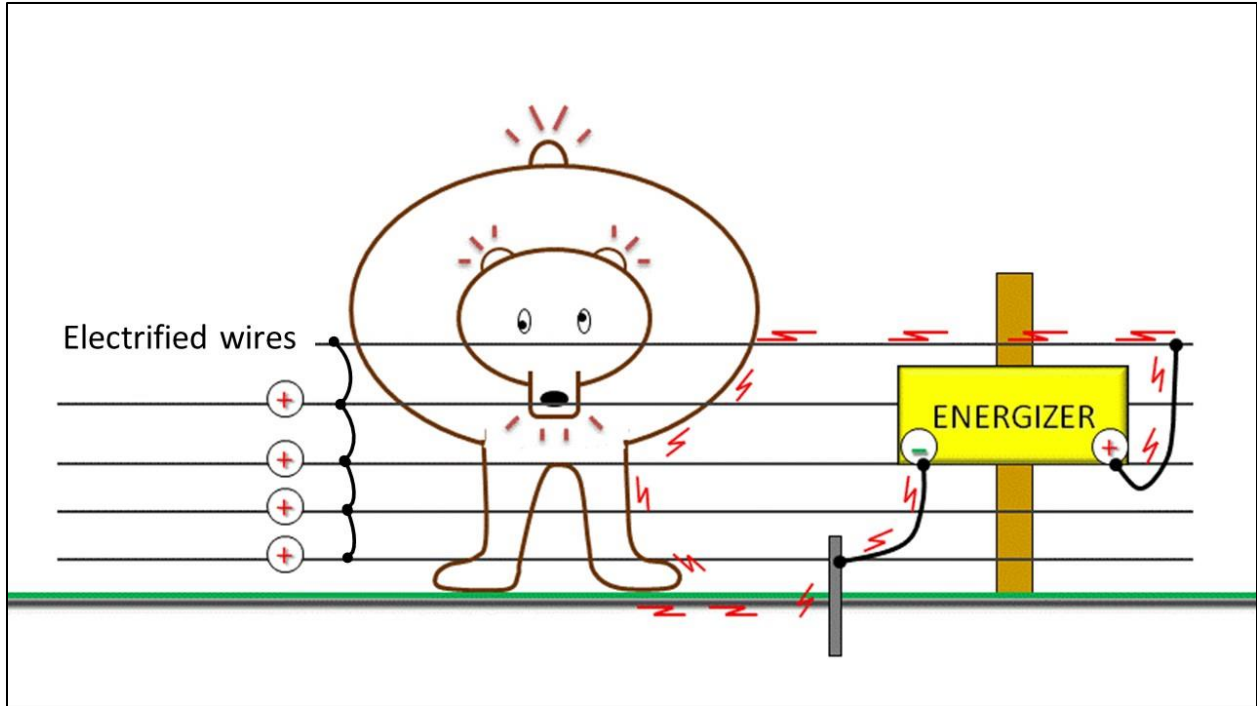 Electrified wires
+
ENERGIZER
- +
+
+
+